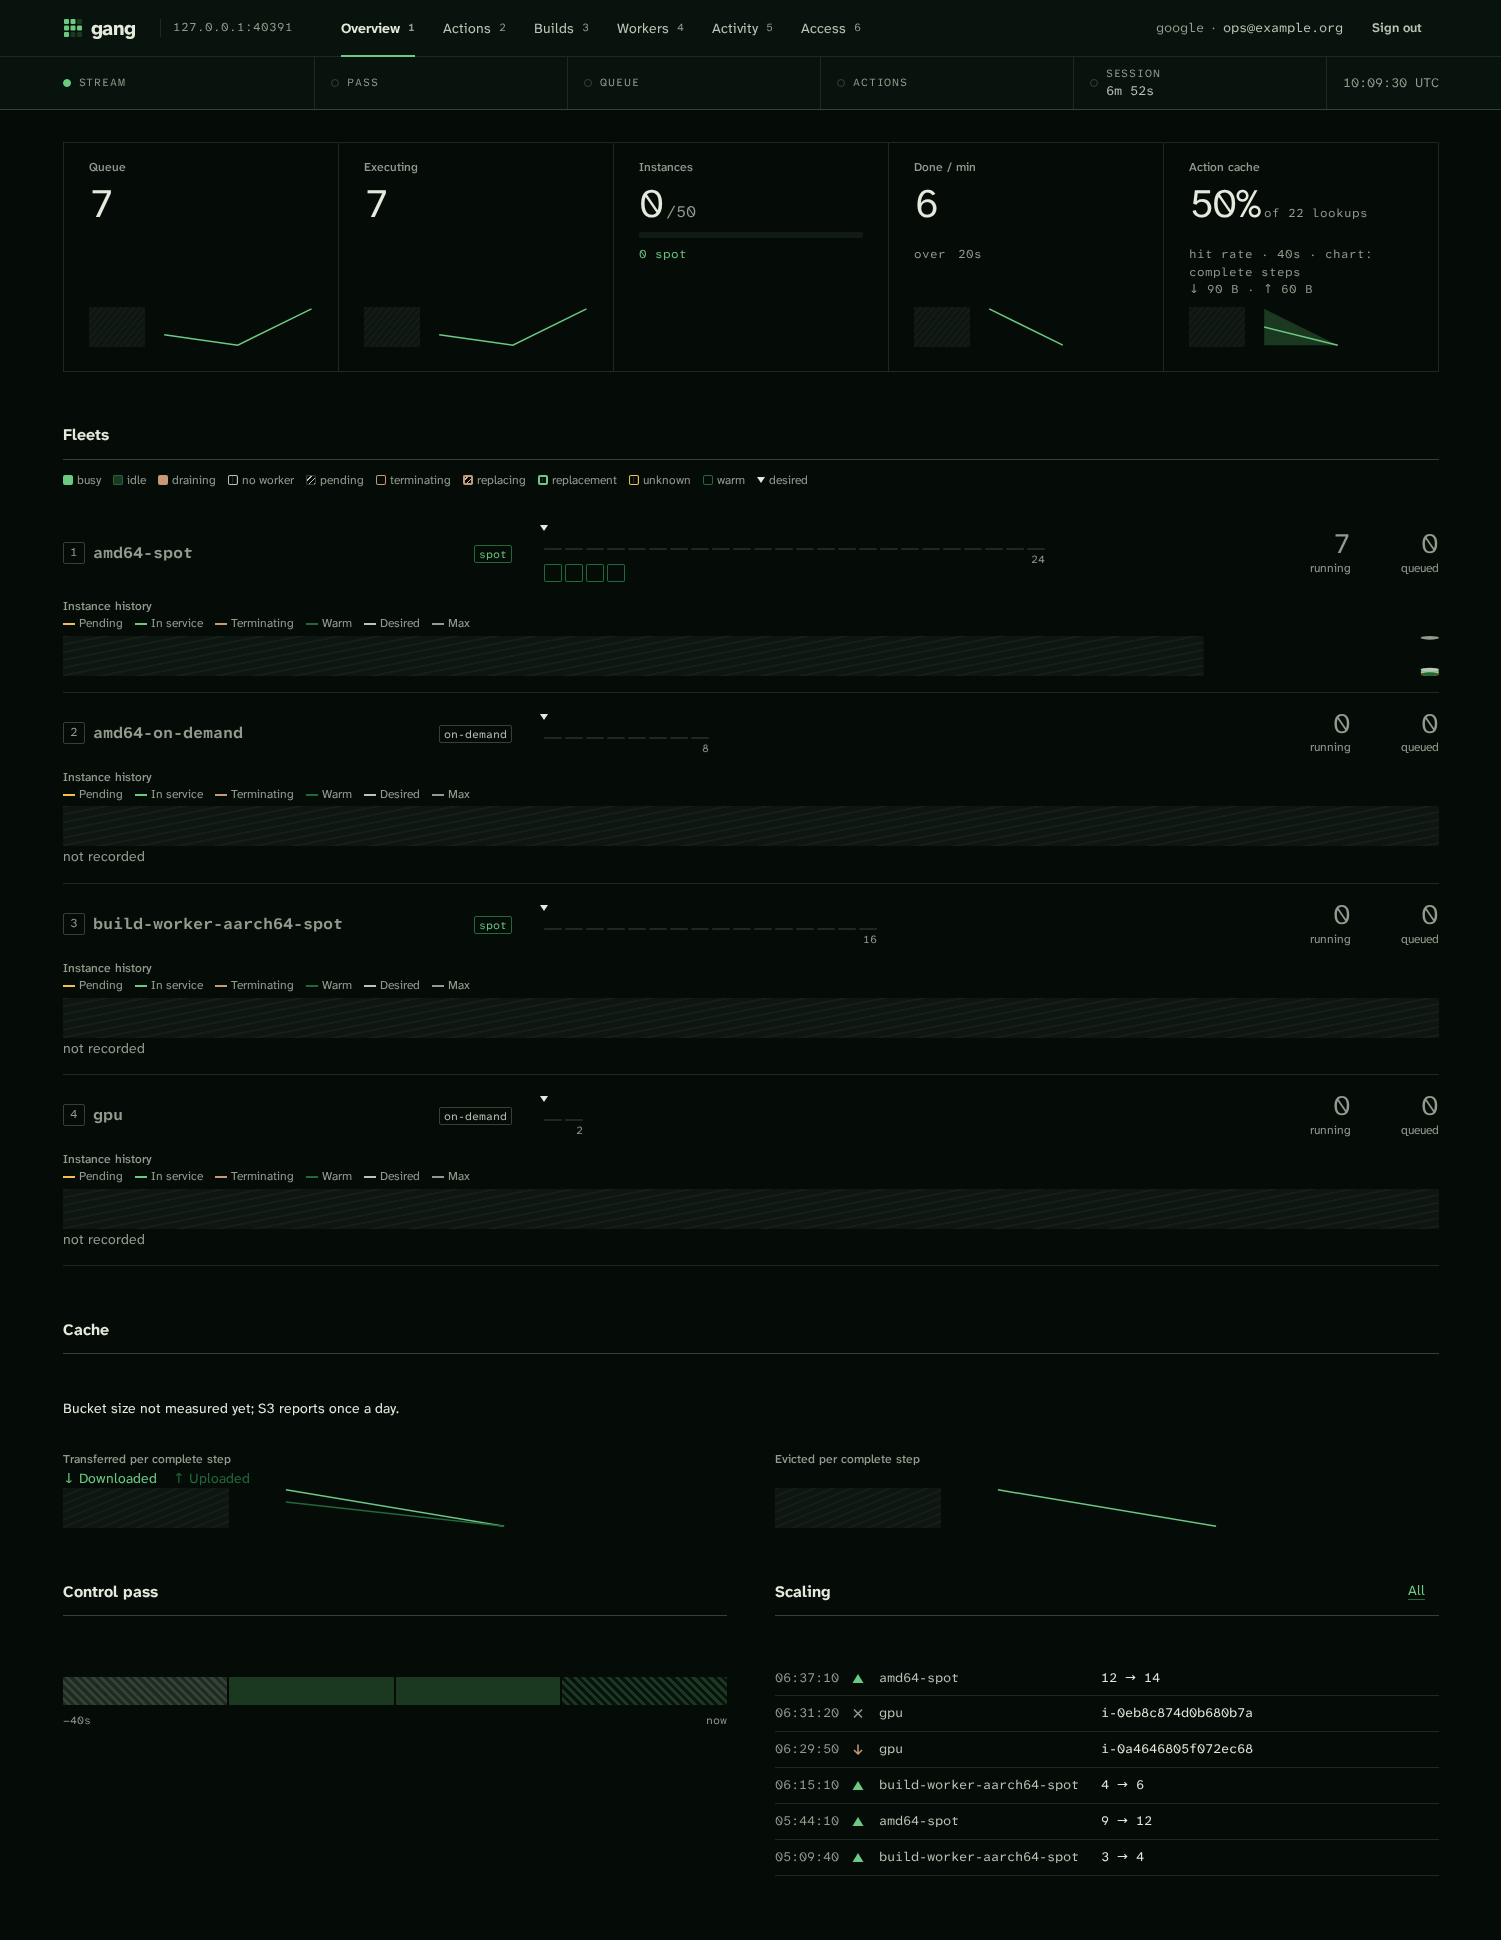 gang 127.0.0.1:40391 Overview 1 Actions 2 Builds 3 Workers 4 Activity 5 Access 6 google · ops@example.org Sign out
STREAM PASS QUEUE ACTIONS SESSION 6m 52s 10:09:30 UTC
Queue
7
Executing
7
Instances
0/50
0 spot
Done / min
6
over 20s
Action cache
50% of 22 lookups
hit rate · 40s · chart:
complete steps
↓ 90 B · ↑ 60 B
Fleets
busy idle draining no worker pending terminating replacing replacement unknown warm desired
1 amd64-spot spot 24 7 running 0 queued
Instance history
Pending In service Terminating Warm Desired Max
2 amd64-on-demand on-demand 8 0 running 0 queued
Instance history
Pending In service Terminating Warm Desired Max
not recorded
3 build-worker-aarch64-spot spot 16 0 running 0 queued
Instance history
Pending In service Terminating Warm Desired Max
not recorded
4 gpu on-demand 2 0 running 0 queued
Instance history
Pending In service Terminating Warm Desired Max
not recorded
Cache
Bucket size not measured yet; S3 reports once a day.
Transferred per complete step
↓ Downloaded ↑ Uploaded
Evicted per complete step
Control pass
−40s now
Scaling All
06:37:10 ▲ amd64-spot 12 → 14
06:31:20 × gpu i-0eb8c874d0b680b7a
06:29:50 ↓ gpu i-0a4646805f072ec68
06:15:10 ▲ build-worker-aarch64-spot 4 → 6
05:44:10 ▲ amd64-spot 9 → 12
05:09:40 ▲ build-worker-aarch64-spot 3 → 4